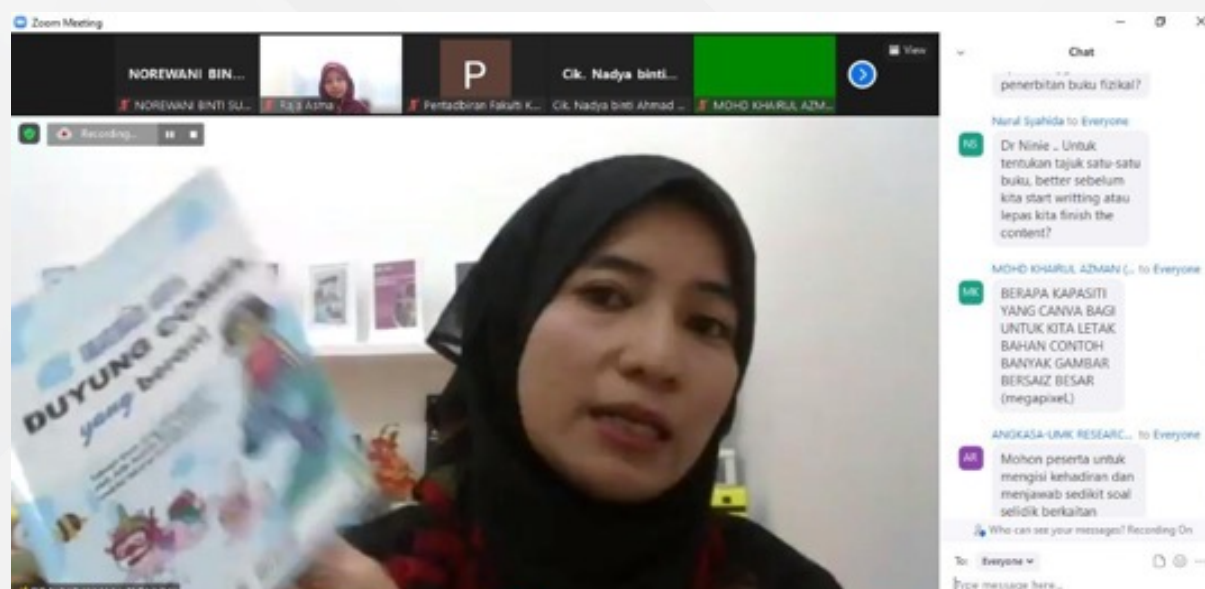 Zoom Meeting
NOREWANI BIN...
P
Cik. Nadya binti...
View
NOREWANI BINTI SU...
Raja Asma
Pentadbiran Fakulti K...
Cik. Nadya binti Ahmad ...
MOHD KHAIRUL AZM...
Recording...
DUYUNG COMEL
yang berani
Chat
penerbitan buku fizikal?
Nurul Syahida to Everyone
NS
Dr Ninie .. Untuk
tentukan tajuk satu-satu
buku, better sebelum
kita start writting atau
lepas kita finish the
content?
MOHD KHAIRUL AZMAN (... to Everyone
MK
BERAPA KAPASITI
YANG CANVA BAGI
UNTUK KITA LETAK
BAHAN CONTOH
BANYAK GAMBAR
BERSAIZ BESAR
(megapixel.)
ANGKASA-UMK RESEARC... to Everyone
AR
Mohon peserta untuk
mengisi kehadiran dan
menjawab sedikit soal
selidik berkaitan
Who can see your messages? Recording On
To: Everyone
Type message here...